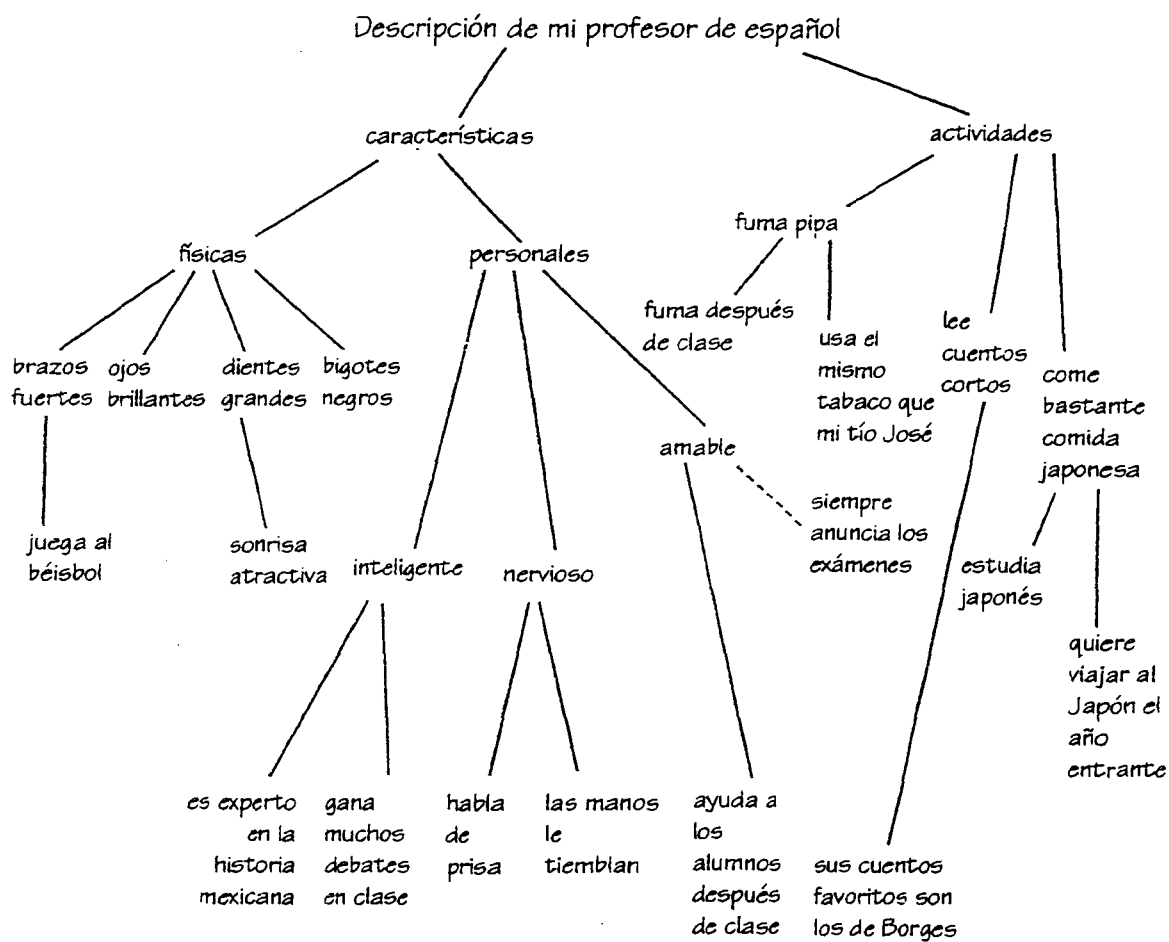 Descripción de mi profesor de español
características
actividades
físicas
personales
fuma pipa
brazos
fuertes
ojos
brillantes
dientes
grandes
bigotes
negros
fuma después
de clase
usa el
mismo
tabaco que
mi tío José
lee
cuentos
cortos
come
bastante
comida
japonesa
juega al
béisbol
sonrisa
atractiva
inteligente
nervioso
amable
siempre
anuncia los
exámenes
estudia
japonés
quiere
viajar al
Japón el
año
entrante
es experto
en la
historia
mexicana
gana
muchos
debates
en clase
habla
de
prisa
las manos
le
tiemblan
ayuda a
los
alumnos
después
de clase
sus cuentos
favoritos son
los de Borges